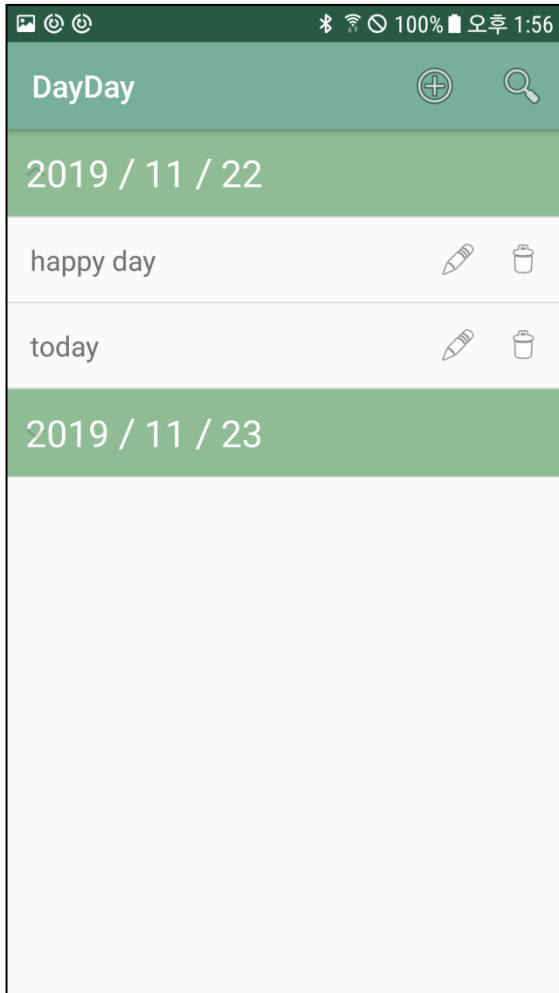 100% 오후 1:56
DayDay
2019 / 11 / 22
happy day
today
2019 / 11 / 23